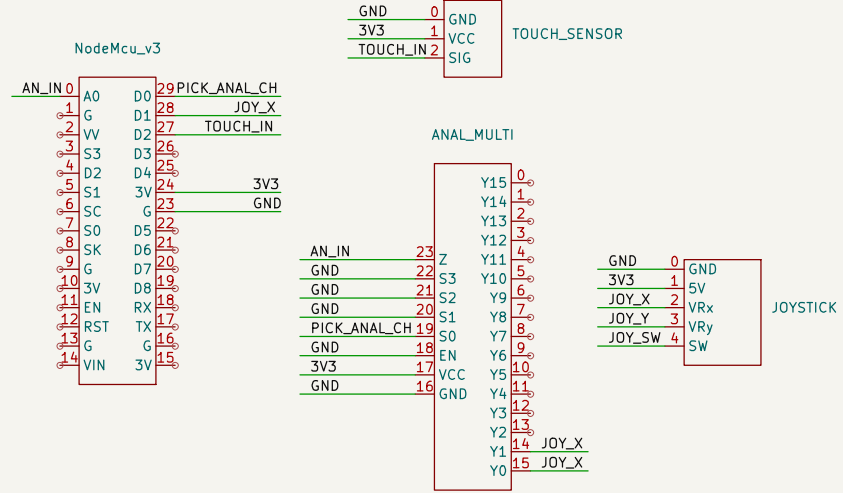 NodeMcu_v3
AN_IN 0 A0 D0 29 PICK_ANAL_CH
1 G D1 28 JOY_X
2 VV D2 27 TOUCH_IN
3 S3 D3 26
4 D2 D4 25
5 S1 3V 24 3V3
6 SC G 23 GND
7 S0 D5 22
8 SK D6 21
9 G D7 20
10 3V D8 19
11 EN RX 18
12 RST TX 17
13 G G 16
14 VIN 3V 15
GND 0 GND
3V3 1 VCC
TOUCH_IN 2 SIG
TOUCH_SENSOR
ANAL_MULTI
Y15 0
Y14 1
Y13 2
Y12 3
AN_IN 23 Z Y11 4
GND 22 S3 Y10 5
GND 21 S2 Y9 6
GND 20 S1 Y8 7
PICK_ANAL_CH 19 S0 Y7 8
GND 18 EN Y6 9
3V3 17 VCC Y5 10
GND 16 GND Y4 11
Y3 12
Y2 13
Y1 14 JOY_X
Y0 15 JOY_X
GND 0 GND
3V3 1 5V
JOY_X 2 VRx
JOY_Y 3 VRy
JOY_SW 4 SW
JOYSTICK